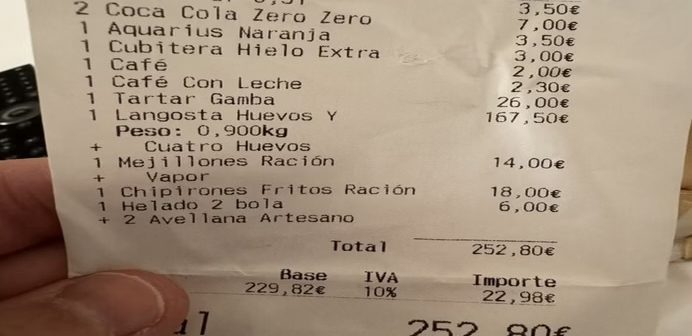 3,50€
2 Coca Cola Zero Zero 7,00€
1 Aquarius Naranja 3,50€
1 Cubitera Hielo Extra 3,00€
1 Café 2,00€
1 Café Con Leche 2,30€
1 Tartar Gamba 26,00€
1 Langosta Huevos Y 167,50€
Peso: 0,900kg
+ Cuatro Huevos
1 Mejillones Ración 14,00€
+ Vapor
1 Chipirones Fritos Ración 18,00€
1 Helado 2 bola 6,00€
+ 2 Avellana Artesano
Total 252,80€
Base IVA Importe
229,82€ 10% 22,98€
252,80€